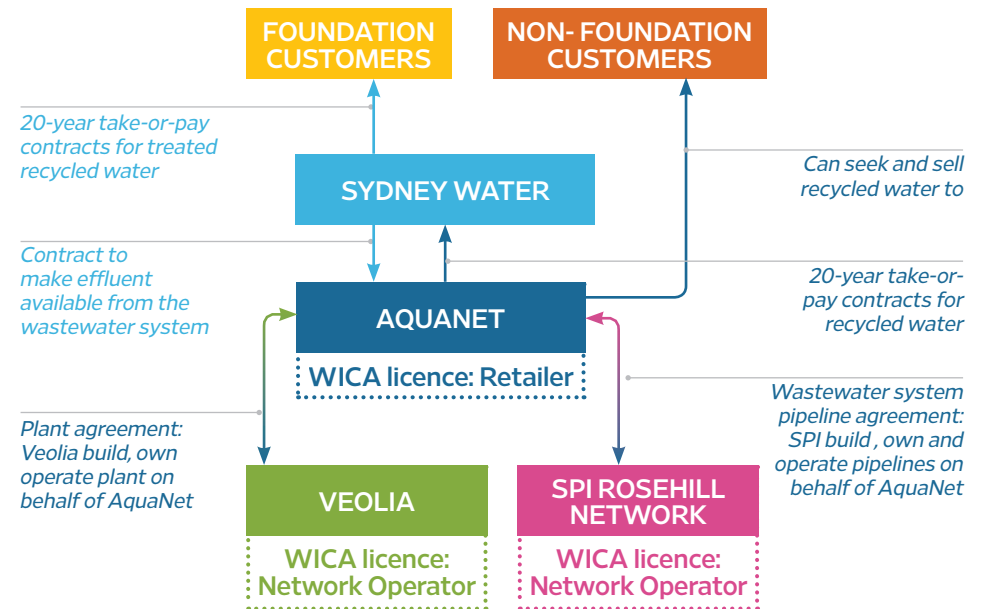 FOUNDATION
CUSTOMERS
NON- FOUNDATION
CUSTOMERS
20-year take-or-pay
contracts for treated
recycled water
Can seek and sell
recycled water to
SYDNEY WATER
Contract to
make effluent
available from the
wastewater system
20-year take-or-
pay contracts for
recycled water
AQUANET
WICA licence: Retailer
Plant agreement:
Veolia build, own
operate plant on
behalf of AquaNet
Wastewater system
pipeline agreement:
SPI build , own and
operate pipelines on
behalf of AquaNet
VEOLIA
WICA licence:
Network Operator
SPI ROSEHILL
NETWORK
WICA licence:
Network Operator